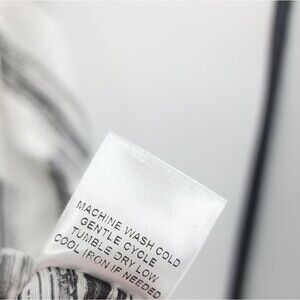 MACHINE WASH COLD
GENTLE CYCLE
TUMBLE DRY LOW
COOL IRON IF NEEDED